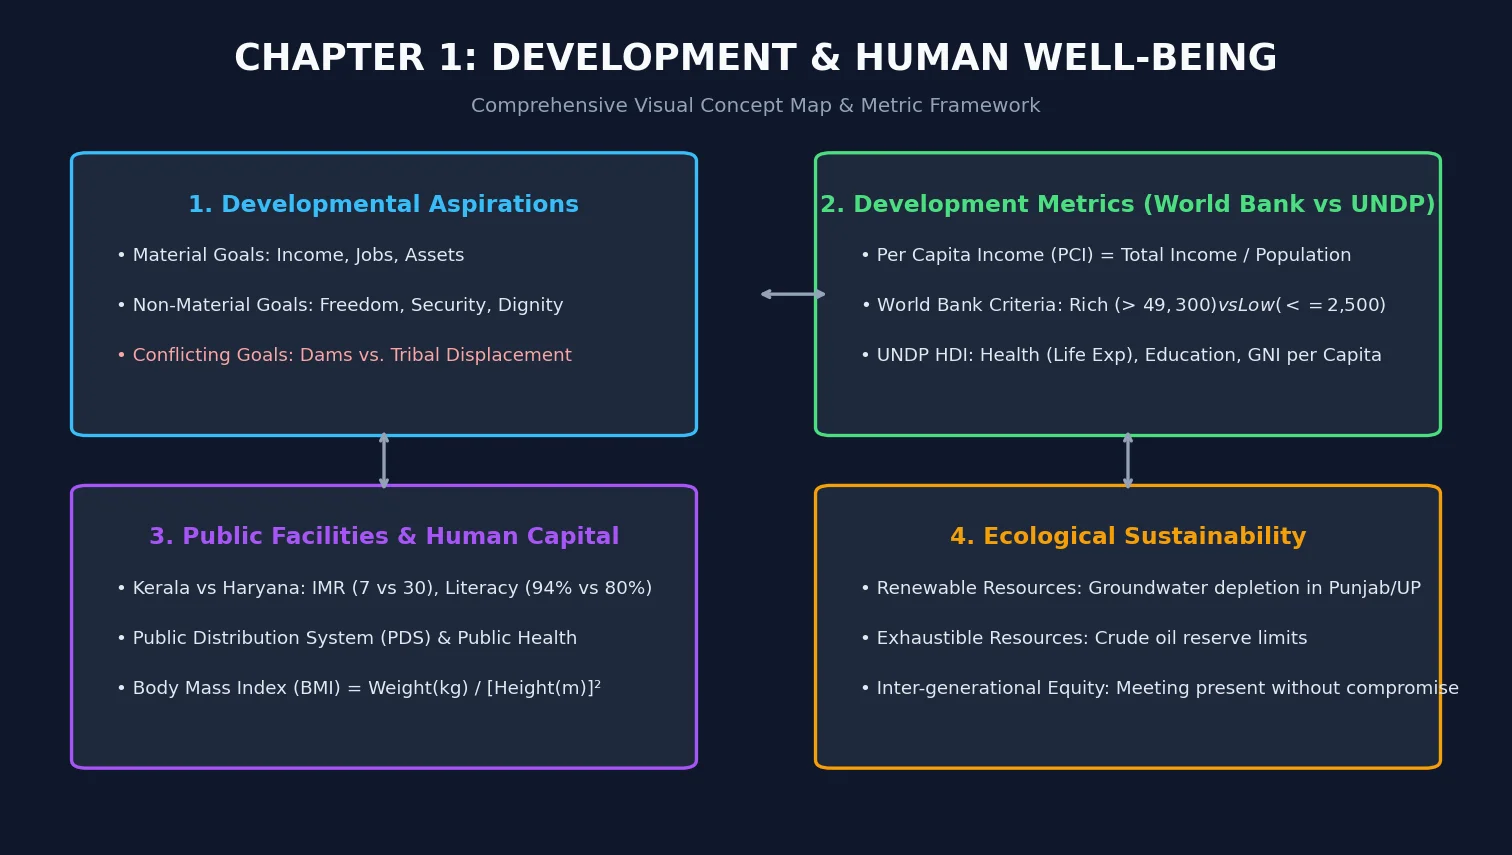 CHAPTER 1: DEVELOPMENT & HUMAN WELL-BEING
Comprehensive Visual Concept Map & Metric Framework
1. Developmental Aspirations
• Material Goals: Income, Jobs, Assets
• Non-Material Goals: Freedom, Security, Dignity
• Conflicting Goals: Dams vs. Tribal Displacement
2. Development Metrics (World Bank vs UNDP)
• Per Capita Income (PCI) = Total Income / Population
• World Bank Criteria: Rich (> 49, 300)vsLow( < = 2,500)
• UNDP HDI: Health (Life Exp), Education, GNI per Capita
3. Public Facilities & Human Capital
• Kerala vs Haryana: IMR (7 vs 30), Literacy (94% vs 80%)
• Public Distribution System (PDS) & Public Health
• Body Mass Index (BMI) = Weight(kg) / [Height(m)]²
4. Ecological Sustainability
• Renewable Resources: Groundwater depletion in Punjab/UP
• Exhaustible Resources: Crude oil reserve limits
• Inter-generational Equity: Meeting present without compromise